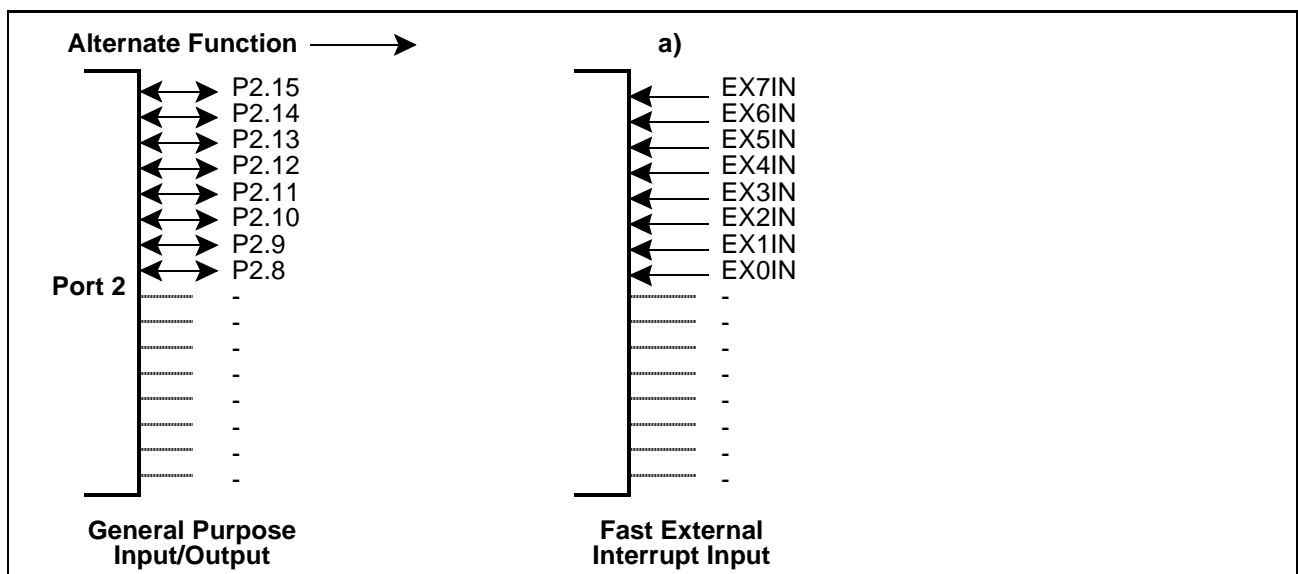 Alternate Function a)
P2.15 EX7IN
P2.14 EX6IN
P2.13 EX5IN
P2.12 EX4IN
P2.11 EX3IN
P2.10 EX2IN
P2.9 EX1IN
P2.8 EX0IN
Port 2
- -
- -
- -
- -
- -
- -
- -
- -
General Purpose Fast External
Input/Output Interrupt Input